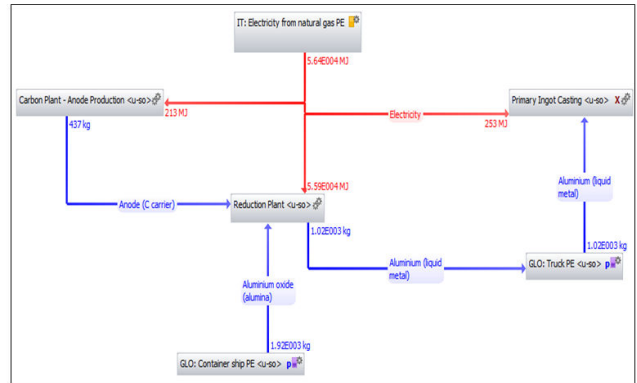 IT: Electricity from natural gas PE
5.64E004 MJ
Carbon Plant - Anode Production <u-so>
Primary Ingot Casting <u-so> X
213 MJ
Electricity
253 MJ
437 kg
Aluminium (liquid
metal)
5.59E004 MJ
Anode (C carrier)
Reduction Plant <u-so>
1.02E003 kg
1.02E003 kg
Aluminium (liquid
metal)
GLO: Truck PE <u-so> p
Aluminium oxide
(alumina)
1.92E003 kg
GLO: Container ship PE <u-so> p